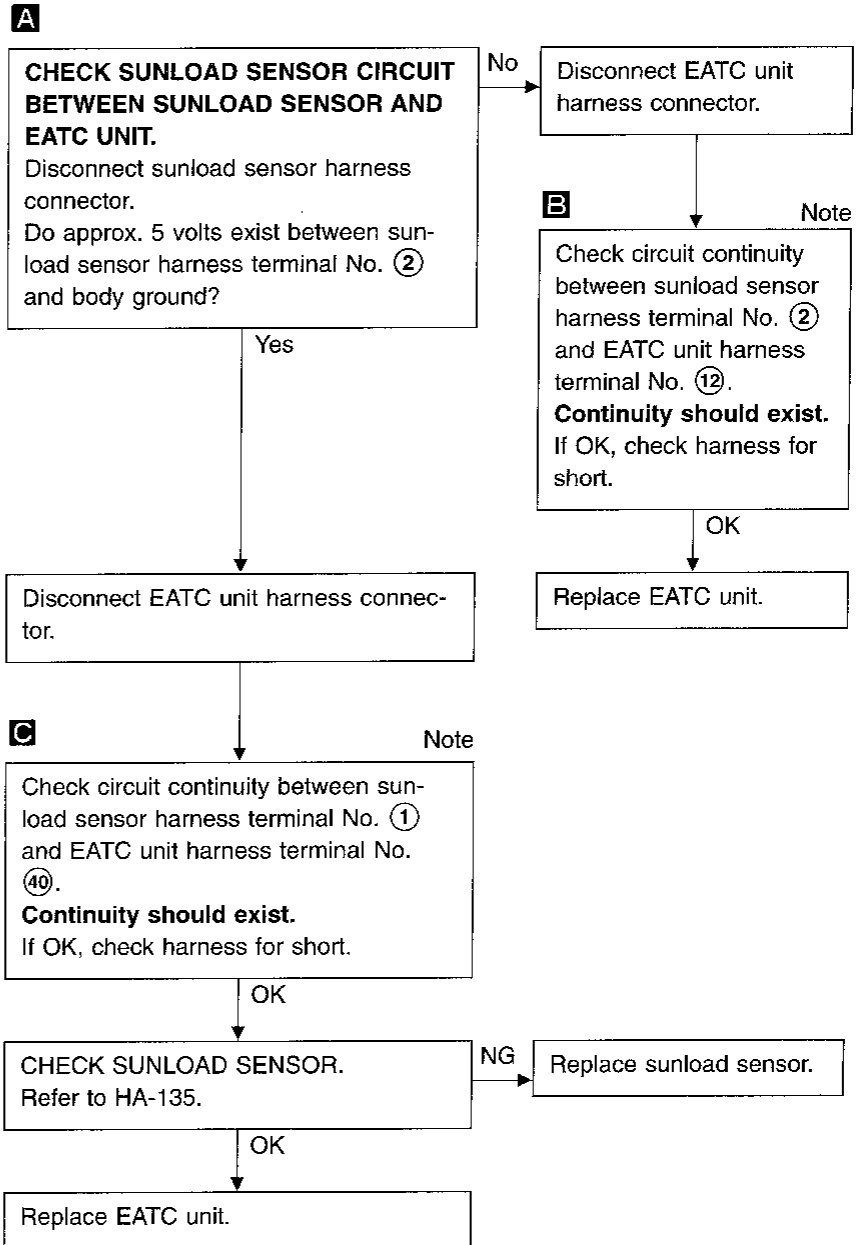 A
CHECK SUNLOAD SENSOR CIRCUIT
BETWEEN SUNLOAD SENSOR AND
EATC UNIT.
Disconnect sunload sensor harness
connector.
Do approx. 5 volts exist between sun-
load sensor harness terminal No. ②
and body ground?
No
Disconnect EATC unit
harness connector.
B
Note
Check circuit continuity
between sunload sensor
harness terminal No. ②
and EATC unit harness
terminal No. ⑫.
Continuity should exist.
If OK, check harness for
short.
OK
Replace EATC unit.
Yes
Disconnect EATC unit harness connec-
tor.
C
Note
Check circuit continuity between sun-
load sensor harness terminal No. ①
and EATC unit harness terminal No.
㊵.
Continuity should exist.
If OK, check harness for short.
OK
CHECK SUNLOAD SENSOR.
Refer to HA-135.
NG
Replace sunload sensor.
OK
Replace EATC unit.